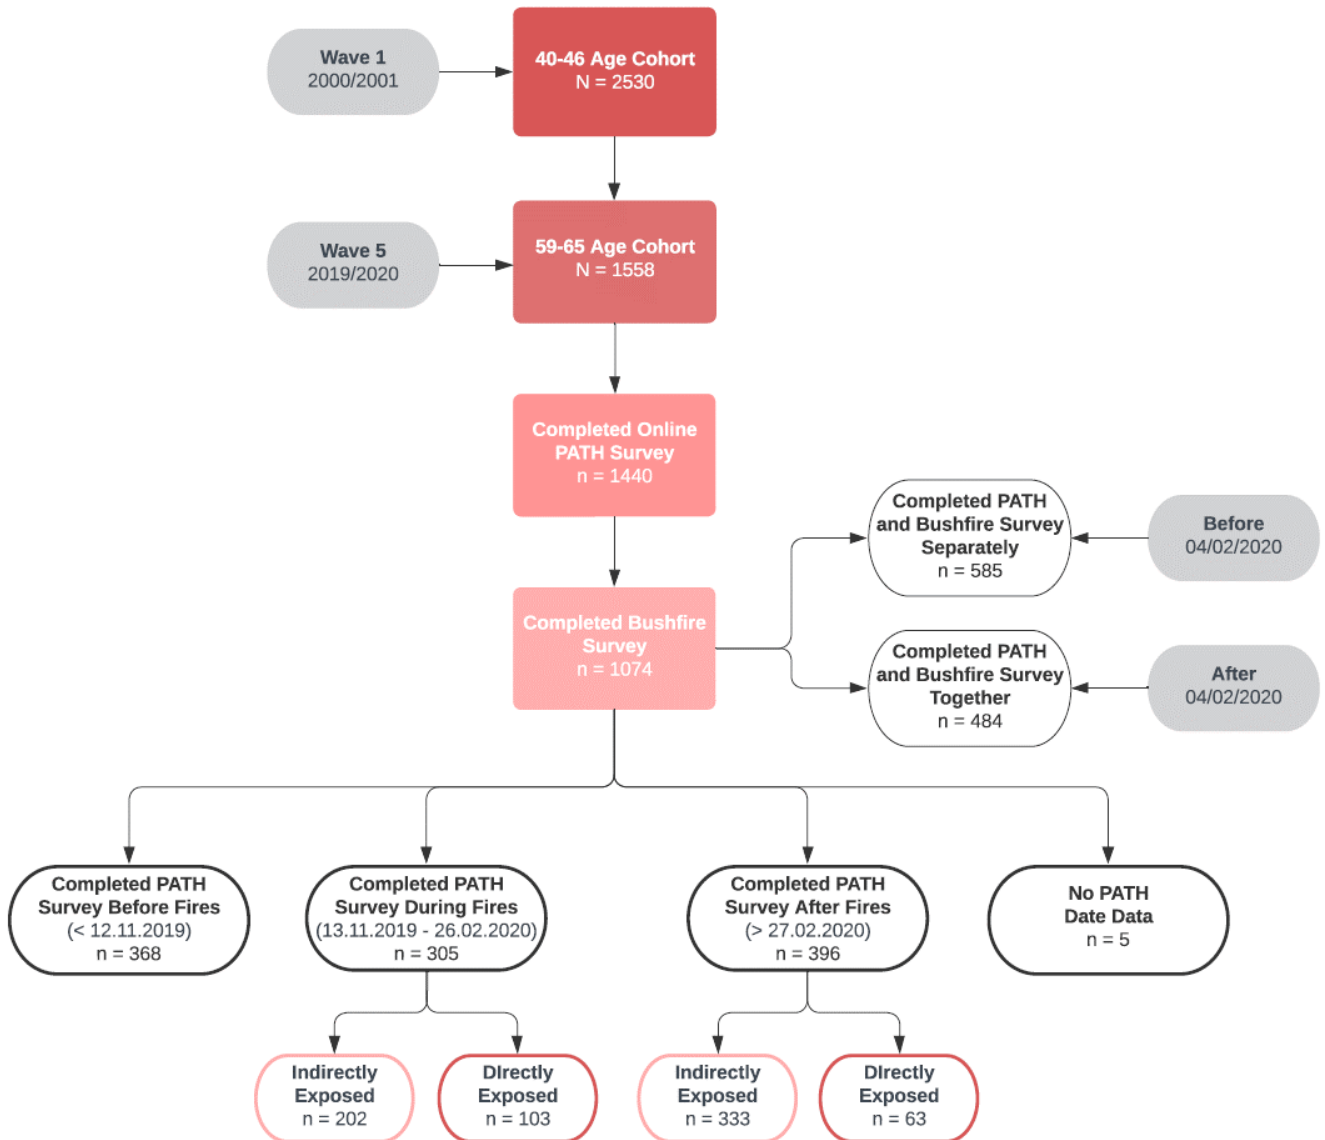 Wave 1
2000/2001
40-46 Age Cohort
N = 2530
Wave 5
2019/2020
59-65 Age Cohort
N = 1558
Completed Online
PATH Survey
n = 1440
Completed Bushfire
Survey
n = 1074
Completed PATH
and Bushfire Survey
Separately
n = 585
Before
04/02/2020
Completed PATH
and Bushfire Survey
Together
n = 484
After
04/02/2020
Completed PATH
Survey Before Fires
(< 12.11.2019)
n = 368
Completed PATH
Survey During Fires
(13.11.2019 - 26.02.2020)
n = 305
Completed PATH
Survey After Fires
(> 27.02.2020)
n = 396
No PATH
Date Data
n = 5
Indirectly
Exposed
n = 202
DIrectly
Exposed
n = 103
Indirectly
Exposed
n = 333
DIrectly
Exposed
n = 63